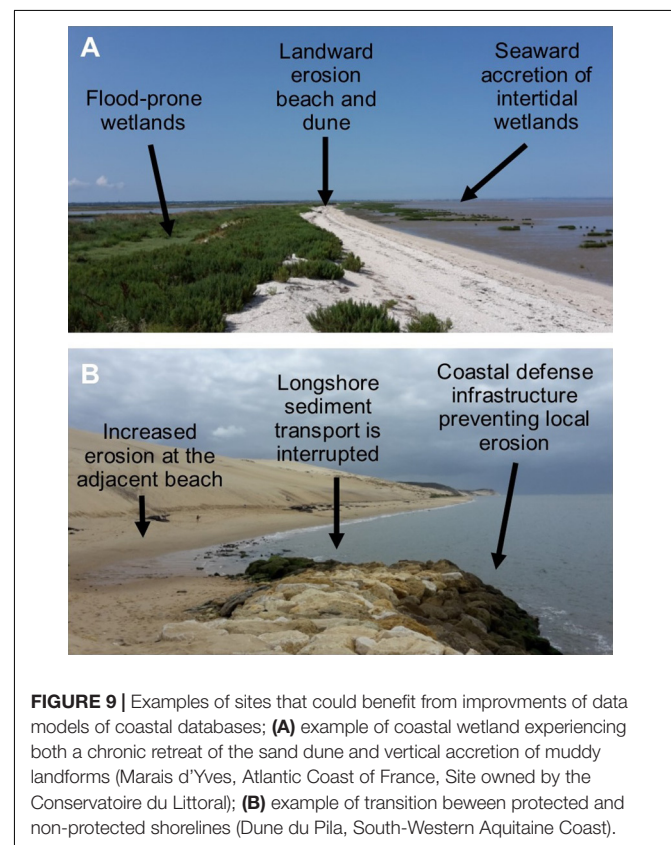 A
Flood-prone
wetlands
Landward
erosion
beach and
dune
Seaward
accretion of
intertidal
wetlands
B
Increased
erosion at the
adjacent beach
Longshore
sediment
transport is
interrupted
Coastal defense
infrastructure
preventing local
erosion
FIGURE 9 | Examples of sites that could benefit from improvments of data
models of coastal databases; (A) example of coastal wetland experiencing
both a chronic retreat of the sand dune and vertical accretion of muddy
landforms (Marais d’Yves, Atlantic Coast of France, Site owned by the
Conservatoire du Littoral); (B) example of transition beween protected and
non-protected shorelines (Dune du Pila, South-Western Aquitaine Coast).